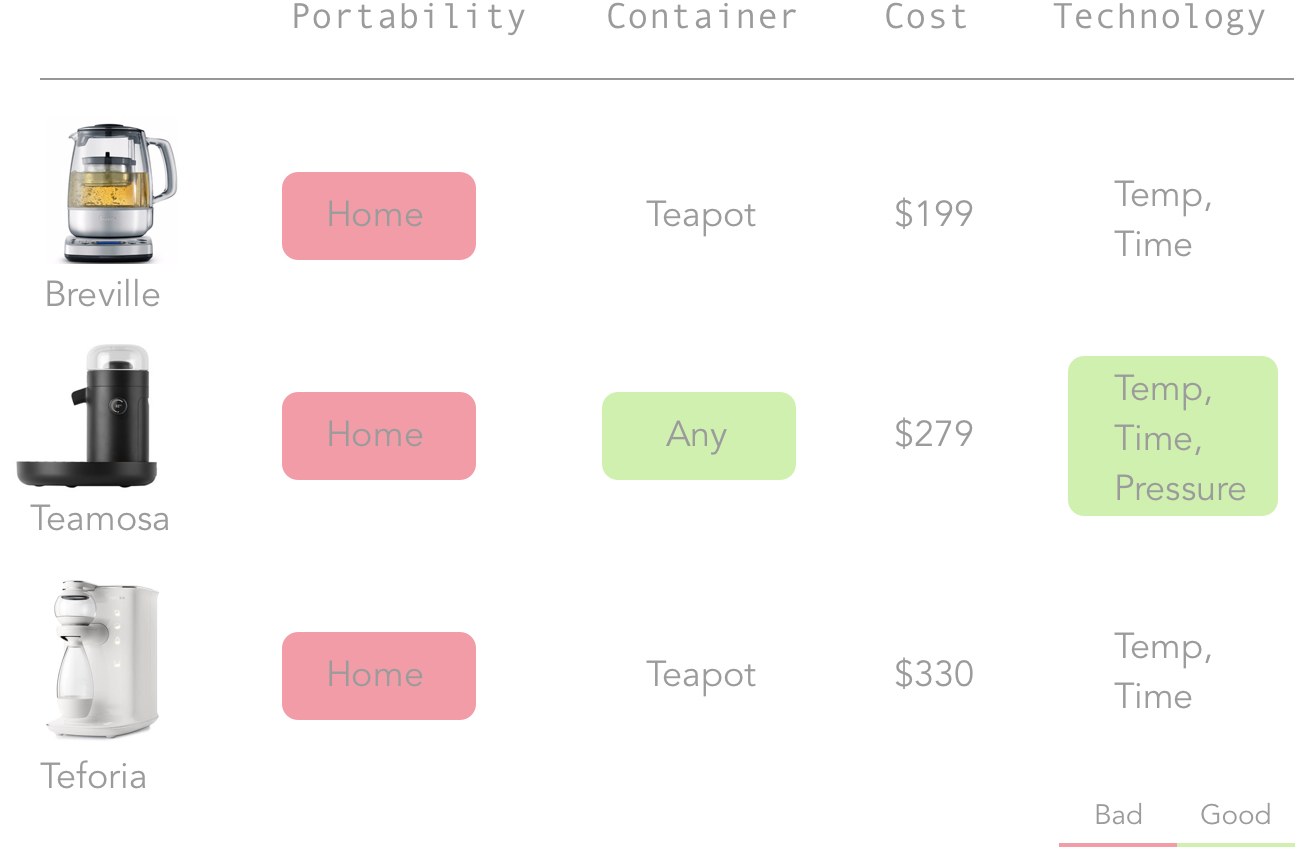 Portability Container Cost Technology
Home Teapot $199 Temp,
Time
Breville
Home Any $279 Temp,
Time,
Pressure
Teamosa
Home Teapot $330 Temp,
Time
Teforia
Bad Good